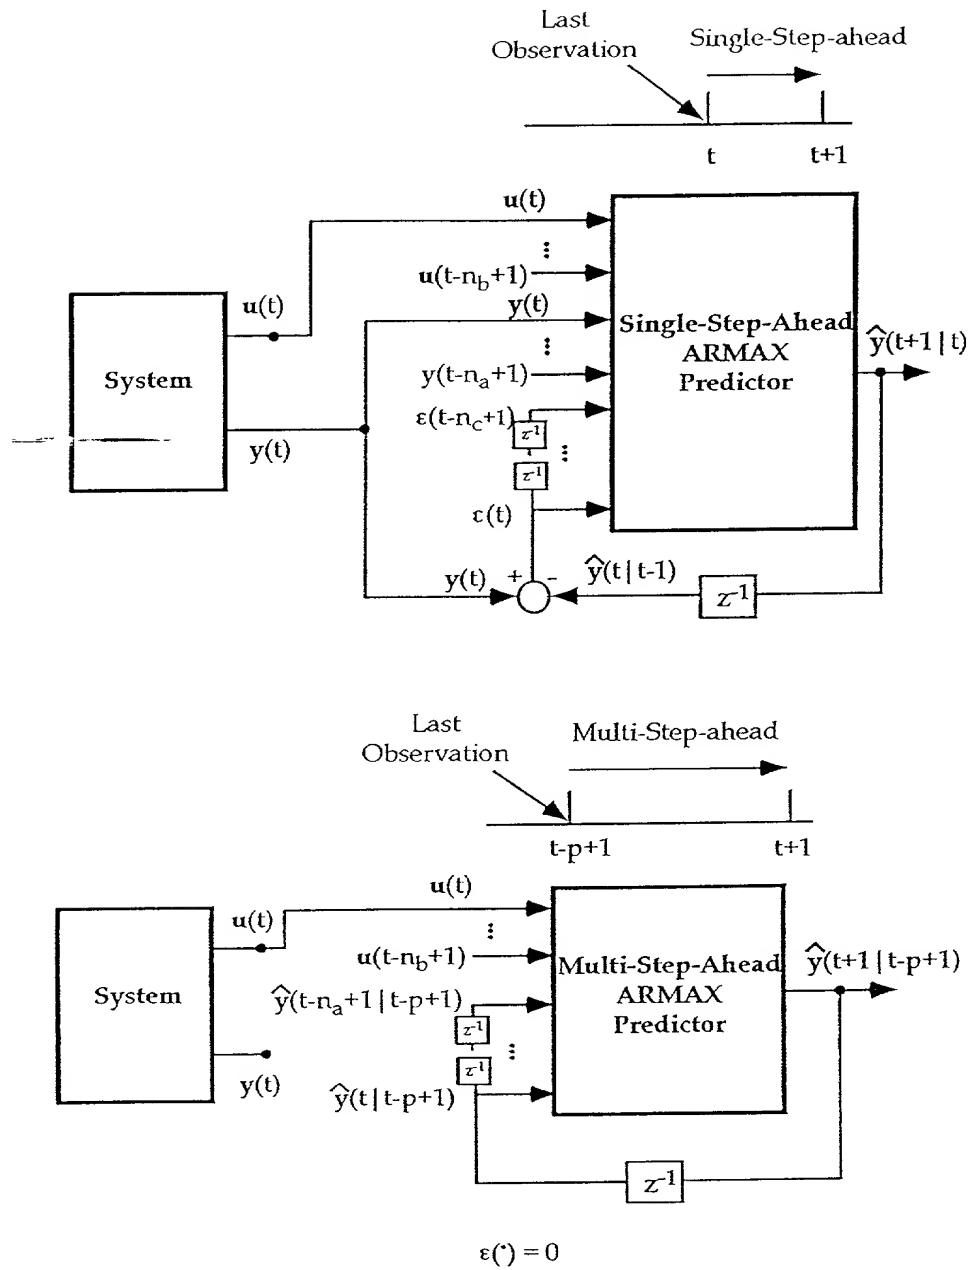 Last
Observation
Single-Step-ahead
t
t+1
u(t)
u(t-n_b+1)
u(t)
y(t)
Single-Step-Ahead
ARMAX
Predictor
ŷ(t+1|t)
System
y(t-n_a+1)
ε(t-n_c+1)
z⁻¹
y(t)
z⁻¹
ε(t)
y(t)
+
-
ŷ(t|t-1)
z⁻¹
Last
Observation
Multi-Step-ahead
t-p+1
t+1
u(t)
u(t)
u(t-n_b+1)
Multi-Step-Ahead
ARMAX
Predictor
ŷ(t+1|t-p+1)
System
ŷ(t-n_a+1|t-p+1)
z⁻¹
z⁻¹
y(t)
ŷ(t|t-p+1)
z⁻¹
ε(·) = 0